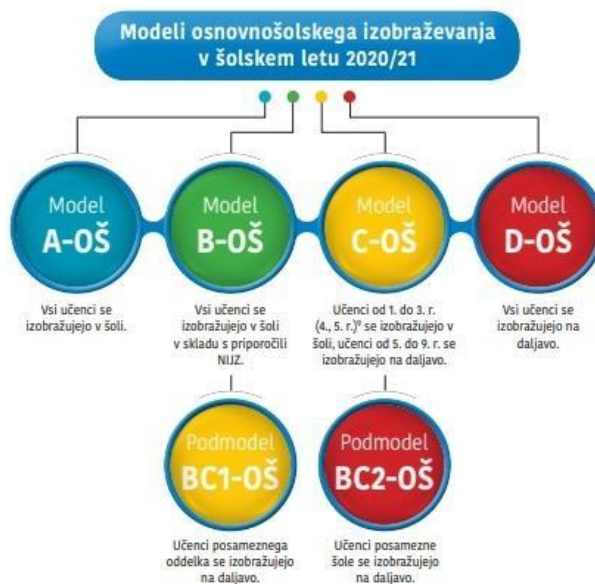 Modeli osnovnošolskega izobraževanja
v šolskem letu 2020/21
Model
A-OŠ
Vsi učenci se
izobražujejo v šoli.
Model
B-OŠ
Vsi učenci se
izobražujejo v šoli
v skladu s priporočili
NIJZ.
Model
C-OŠ
Učenci od 1. do 3. r.
(4., 5. r.)⁹ se izobražujejo v
šoli, učenci od 5. do 9. r. se
izobražujejo na daljavo.
Model
D-OŠ
Vsi učenci se
izobražujejo na
daljavo.
Podmodel
BC1-OŠ
Učenci posameznega
oddelka se izobražujejo
na daljavo.
Podmodel
BC2-OŠ
Učenci posamezne
šole se izobražujejo
na daljavo.